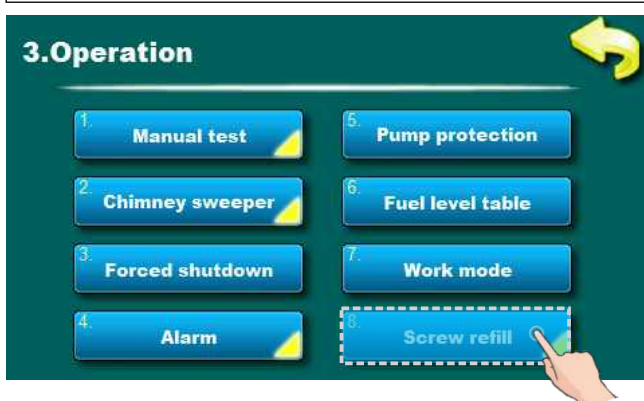 3.Operation
1. Manual test
2. Chimney sweeper
3. Forced shutdown
4. Alarm
5. Pump protection
6. Fuel level table
7. Work mode
8. Screw refill